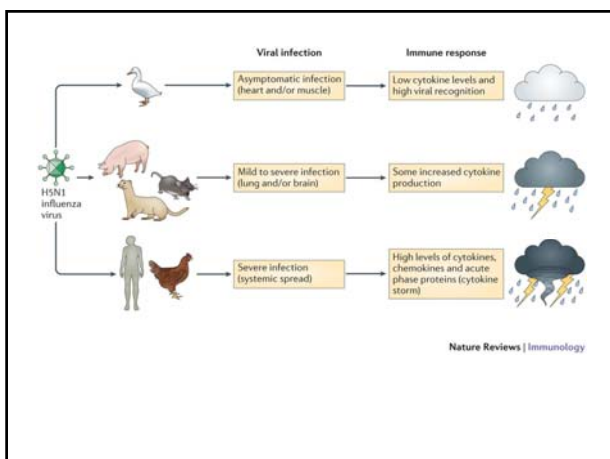 Viral infection
Immune response
Asymptomatic infection
(heart and/or muscle)
Low cytokine levels and
high viral recognition
H5N1
influenza
virus
Mild to severe infection
(lung and/or brain)
Some increased cytokine
production
Severe infection
(systemic spread)
High levels of cytokines,
chemokines and acute
phase proteins (cytokine
storm)
Nature Reviews | Immunology